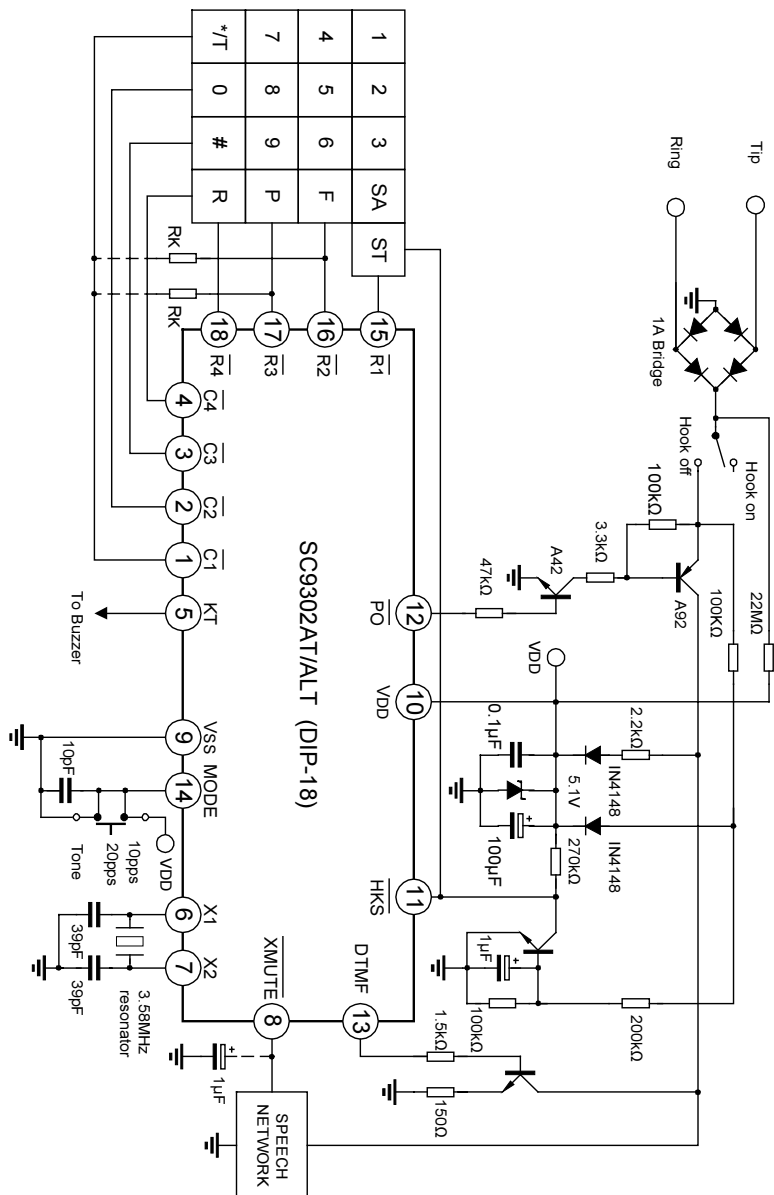 Tip
Ring
1A Bridge
Hook on
Hook off
22MΩ
100KΩ
100kΩ
A92
3.3kΩ
A42
47kΩ
VDD
2.2kΩ
IN4148
IN4148
0.1µF
5.1V
100µF
+
270kΩ
1µF
+
100kΩ
200kΩ
1.5kΩ
150Ω
1 2 3 SA ST
4 5 6 F
7 8 9 P
*/T 0 # R
RK
RK
15
R1
16
R2
17
R3
18
R4
4
C4
3
C3
2
C2
1
C1
12
PO
10
VDD
11
HKS
13
DTMF
SC9302AT/ALT (DIP-18)
5
KT
To Buzzer
9
VSS
14
MODE
10pF
VDD
10pps
20pps
Tone
6
X1
7
X2
39pF
39pF
3.58MHz
resonator
8
XMUTE
1µF
+
SPEECH
NETWORK